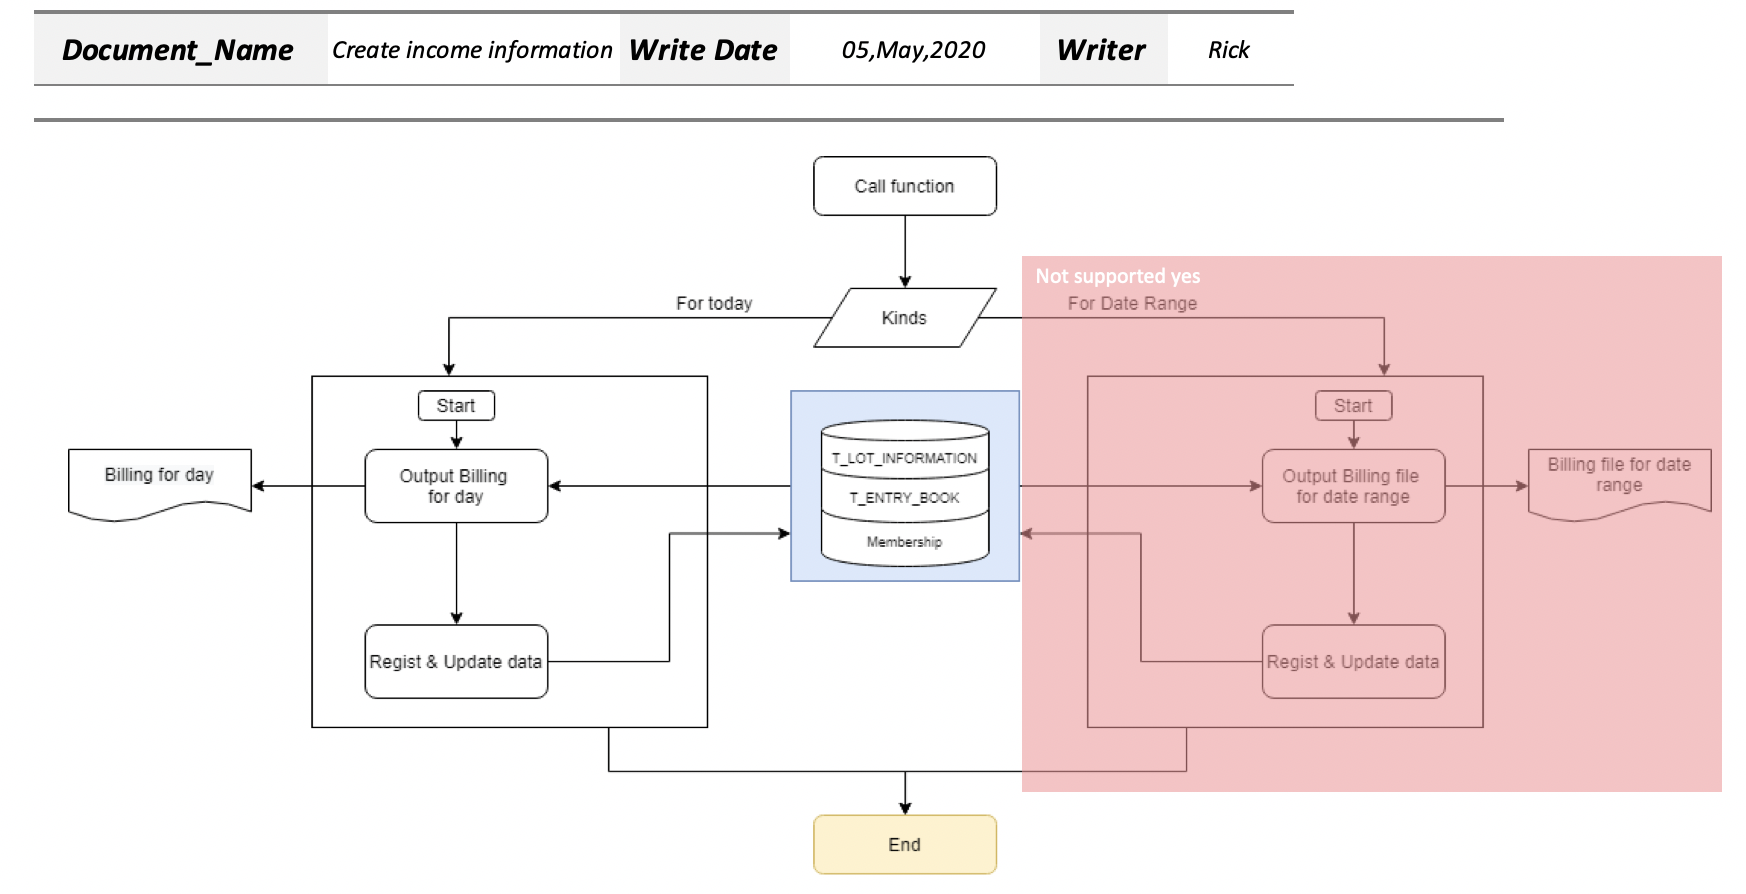 Document_Name Create income information Write Date 05,May,2020 Writer Rick
Call function
Not supported yes
For today
Kinds
For Date Range
Start
Billing for day
Output Billing
for day
Regist & Update data
T_LOT_INFORMATION
T_ENTRY_BOOK
Membership
Start
Output Billing file
for date range
Billing file for date
range
Regist & Update data
End